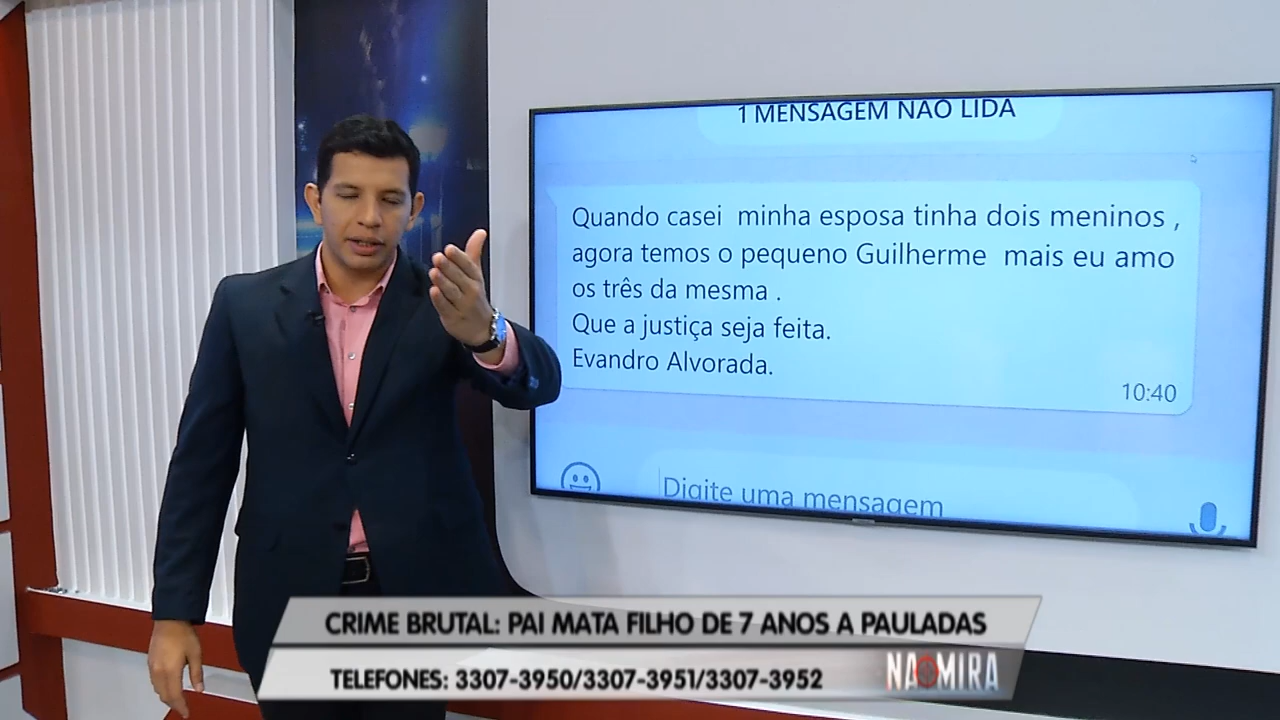 1 MENSAGEM NÃO LIDA
Quando casei minha esposa tinha dois meninos ,
agora temos o pequeno Guilherme mais eu amo
os três da mesma .
Que a justiça seja feita.
Evandro Alvorada.
10:40
Digite uma mensagem
CRIME BRUTAL: PAI MATA FILHO DE 7 ANOS A PAULADAS
TELEFONES: 3307-3950/3307-3951/3307-3952
NA MIRA